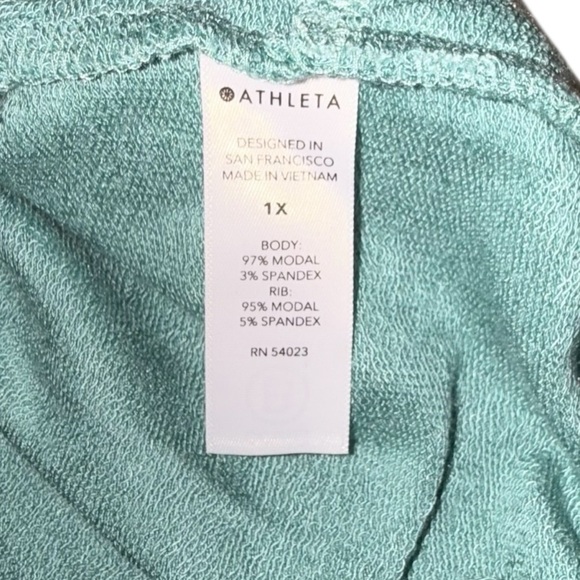 ATHLETA
DESIGNED IN
SAN FRANCISCO
MADE IN VIETNAM
1X
BODY:
97% MODAL
3% SPANDEX
RIB:
95% MODAL
5% SPANDEX
RN 54023